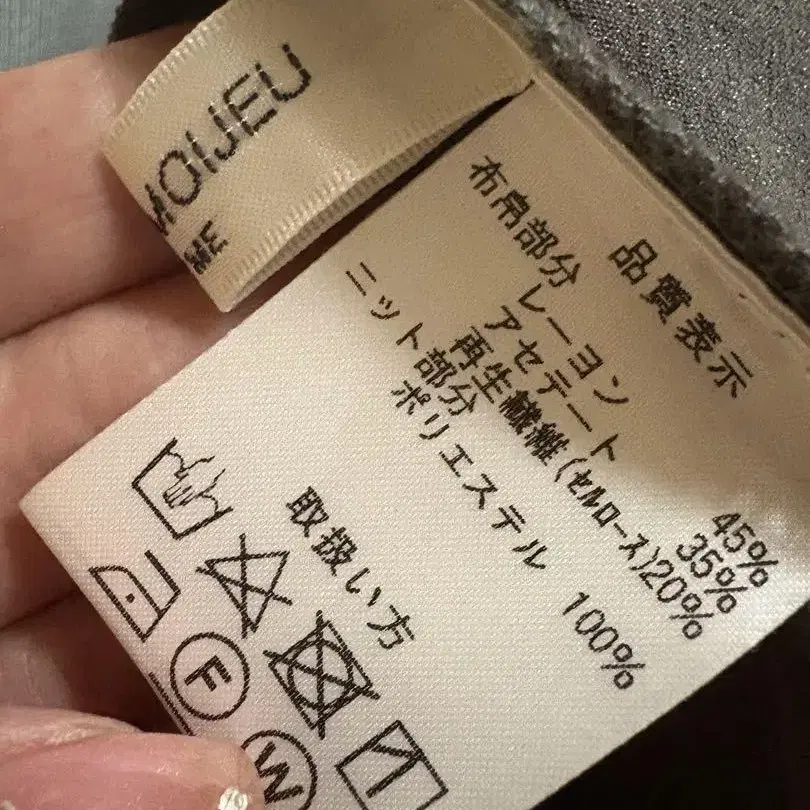 MOIJEU
ME
品質表示
布帛部分
レーヨン 45%
アセテート 35%
再生繊維(セルロース)20%
ニット部分
ポリエステル 100%
取扱い方
F
W